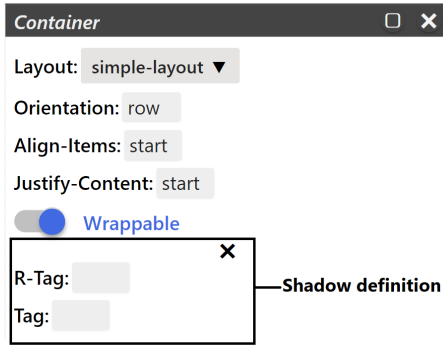 Container
Layout: simple-layout ▼
Orientation: row
Align-Items: start
Justify-Content: start
Wrappable
R-Tag:
Shadow definition
Tag: